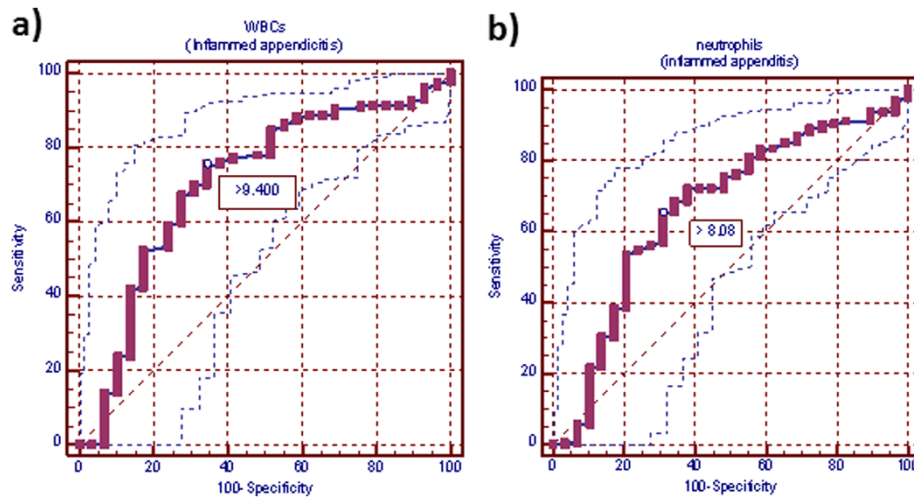 a)
WBCs
(Inflammed appendicitis)
100
80
60
40
20
0
Sensitivity
>9.400
0 20 40 60 80 100
100-Specificity
b)
neutrophils
(inflammed appenditis)
100
80
60
40
20
0
Sensitivity
> 8.08
0 20 40 60 80 100
100-Specificity